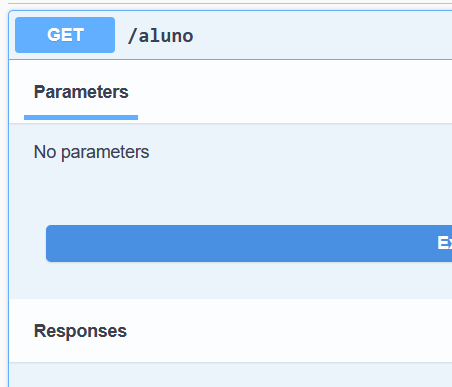 GET /aluno
Parameters
No parameters
Responses